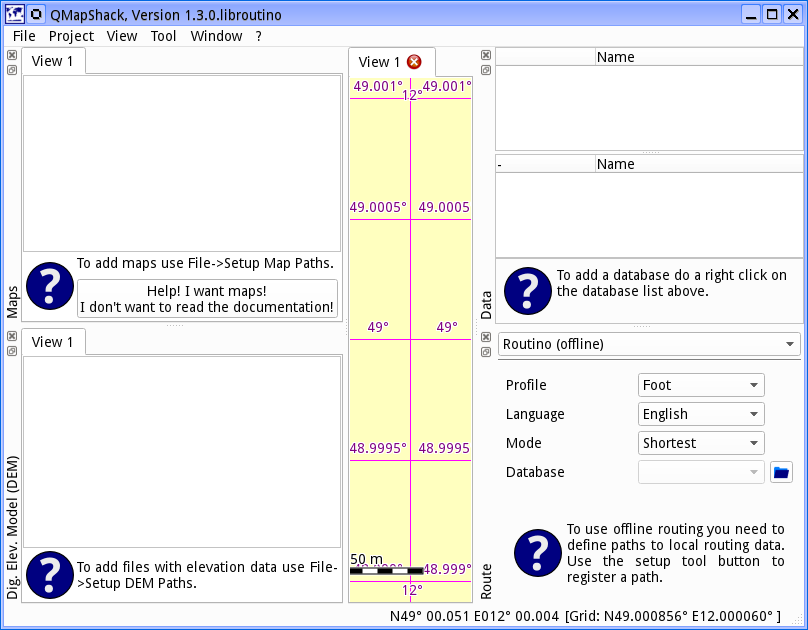 QMapShack, Version 1.3.0.libroutino
File Project View Tool Window ?
Maps
View 1
?
To add maps use File->Setup Map Paths.
Help! I want maps!
I don't want to read the documentation!
Dig. Elev. Model (DEM)
View 1
?
To add files with elevation data use File-
>Setup DEM Paths.
View 1
49.001° 49.001°
12°
49.0005° 49.0005
49° 49°
48.9995° 48.9995
50 m
48.999°
12°
Data
Name
- Name
?
To add a database do a right click on
the database list above.
Route
Routino (offline)
Profile Foot
Language English
Mode Shortest
Database
?
To use offline routing you need to
define paths to local routing data.
Use the setup tool button to
register a path.
N49° 00.051 E012° 00.004 [Grid: N49.000856° E12.000060° ]